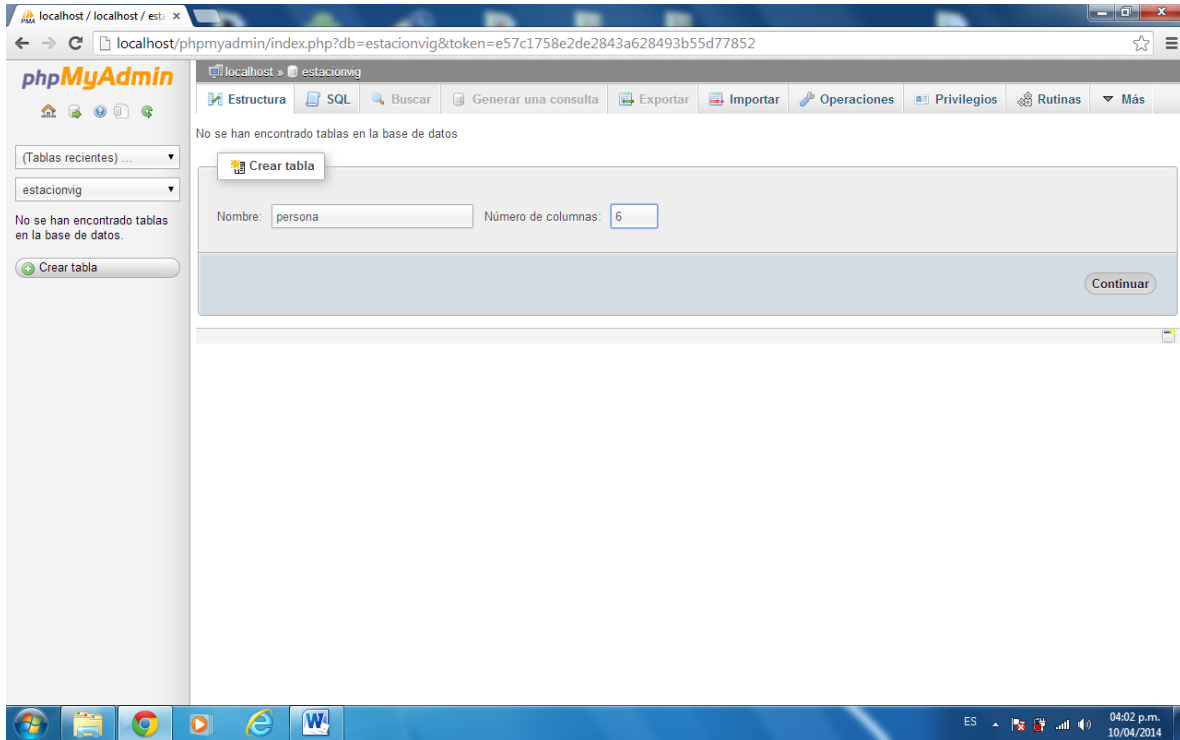 localhost / localhost / esta
localhost/phpmyadmin/index.php?db=estacionvig&token=e57c1758e2de2843a628493b55d77852
phpMyAdmin
(Tablas recientes) ...
estacionvig
No se han encontrado tablas
en la base de datos.
Crear tabla
localhost » estacionvig
Estructura SQL Buscar Generar una consulta Exportar Importar Operaciones Privilegios Rutinas Más
No se han encontrado tablas en la base de datos
Crear tabla
Nombre: persona Número de columnas: 6
Continuar
ES 04:02 p.m.
10/04/2014